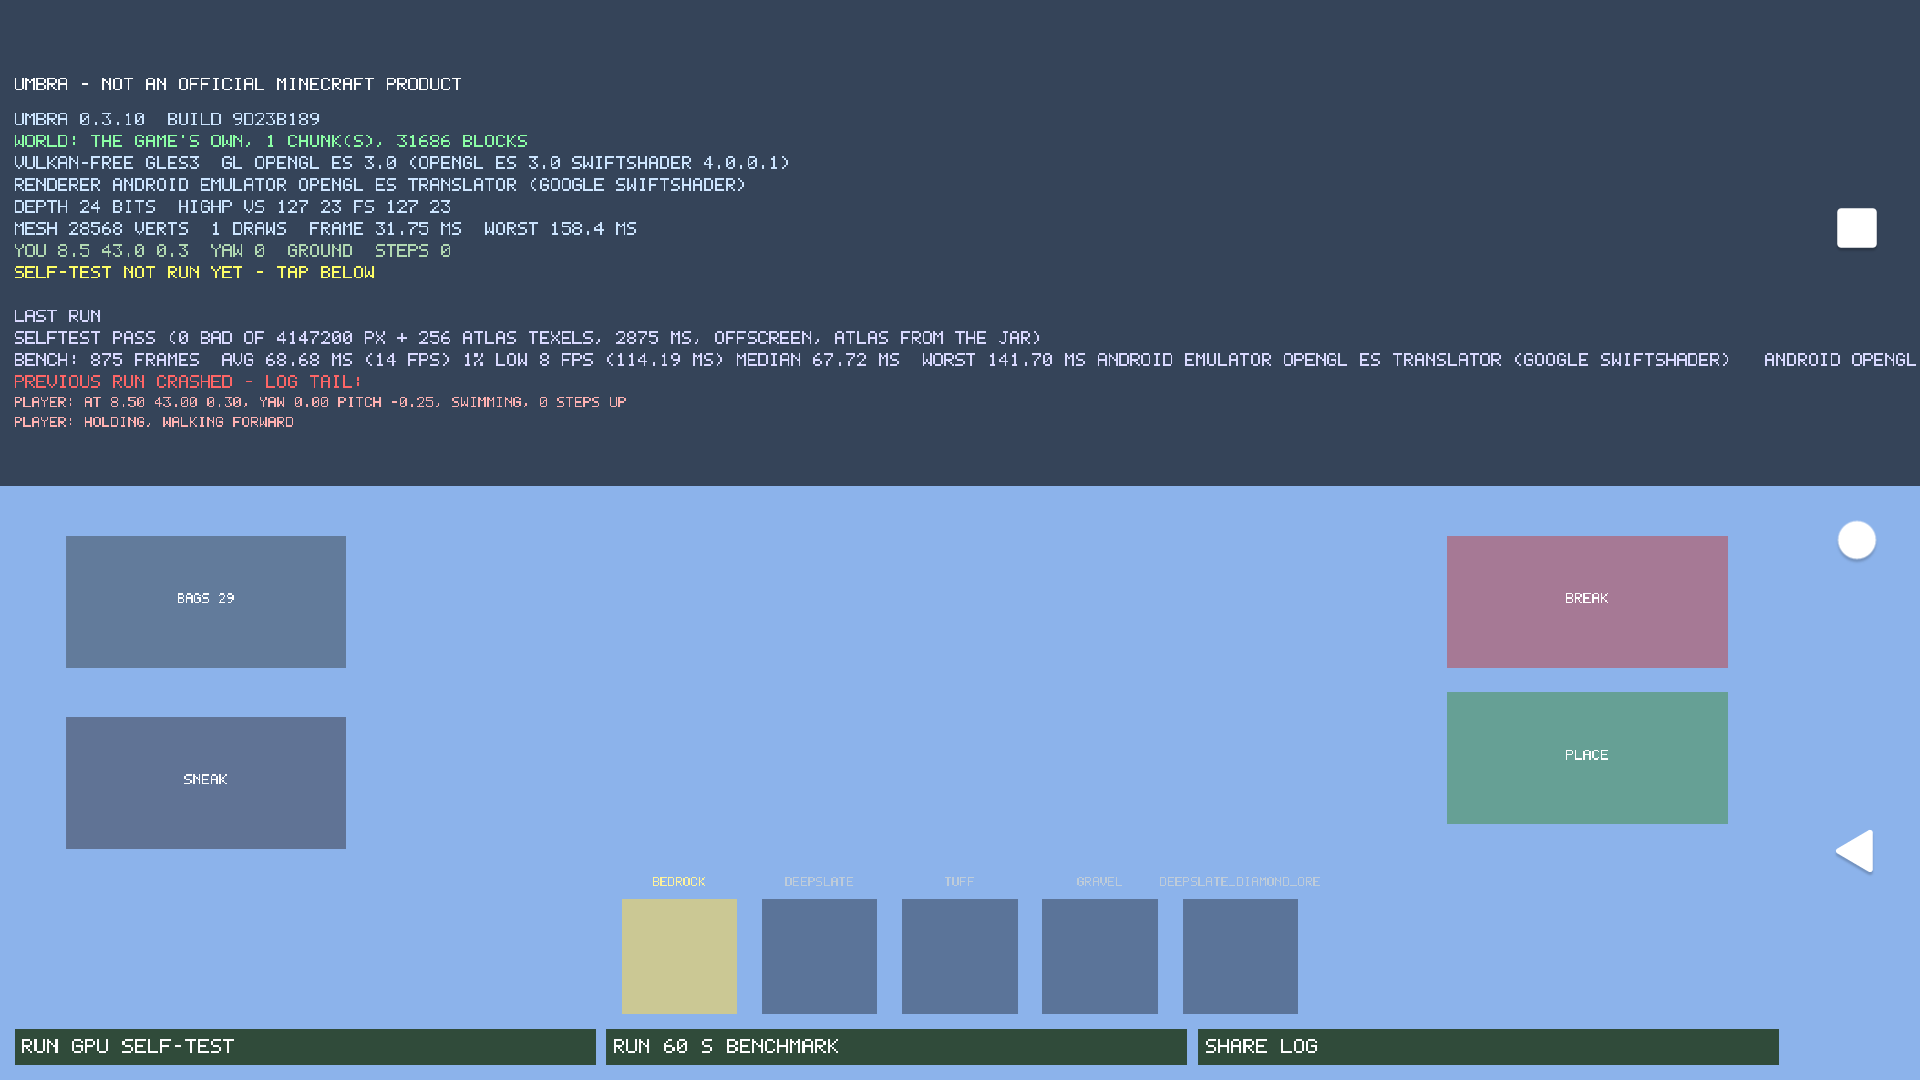 UMBRA - NOT AN OFFICIAL MINECRAFT PRODUCT
UMBRA 0.3.10 BUILD 9D23B189
WORLD: THE GAME'S OWN, 1 CHUNK(S), 31686 BLOCKS
VULKAN-FREE GLES3 GL OPENGL ES 3.0 (OPENGL ES 3.0 SWIFTSHADER 4.0.0.1)
RENDERER ANDROID EMULATOR OPENGL ES TRANSLATOR (GOOGLE SWIFTSHADER)
DEPTH 24 BITS HIGHP VS 127 23 FS 127 23
MESH 28568 VERTS 1 DRAWS FRAME 31.75 MS WORST 158.4 MS
YOU 8.5 43.0 0.3 YAW 0 GROUND STEPS 0
SELF-TEST NOT RUN YET - TAP BELOW
LAST RUN
SELFTEST PASS (0 BAD OF 4147200 PX + 256 ATLAS TEXELS, 2875 MS, OFFSCREEN, ATLAS FROM THE JAR)
BENCH: 875 FRAMES AVG 68.68 MS (14 FPS) 1% LOW 8 FPS (114.19 MS) MEDIAN 67.72 MS WORST 141.70 MS ANDROID EMULATOR OPENGL ES TRANSLATOR (GOOGLE SWIFTSHADER) ANDROID OPENGL
PREVIOUS RUN CRASHED - LOG TAIL:
PLAYER: AT 8.50 43.00 0.30, YAW 0.00 PITCH -0.25, SWIMMING, 0 STEPS UP
PLAYER: HOLDING, WALKING FORWARD
BAGS 29
BREAK
SNEAK
PLACE
BEDROCK DEEPSLATE TUFF GRAVEL DEEPSLATE_DIAMOND_ORE
RUN GPU SELF-TEST RUN 60 S BENCHMARK SHARE LOG